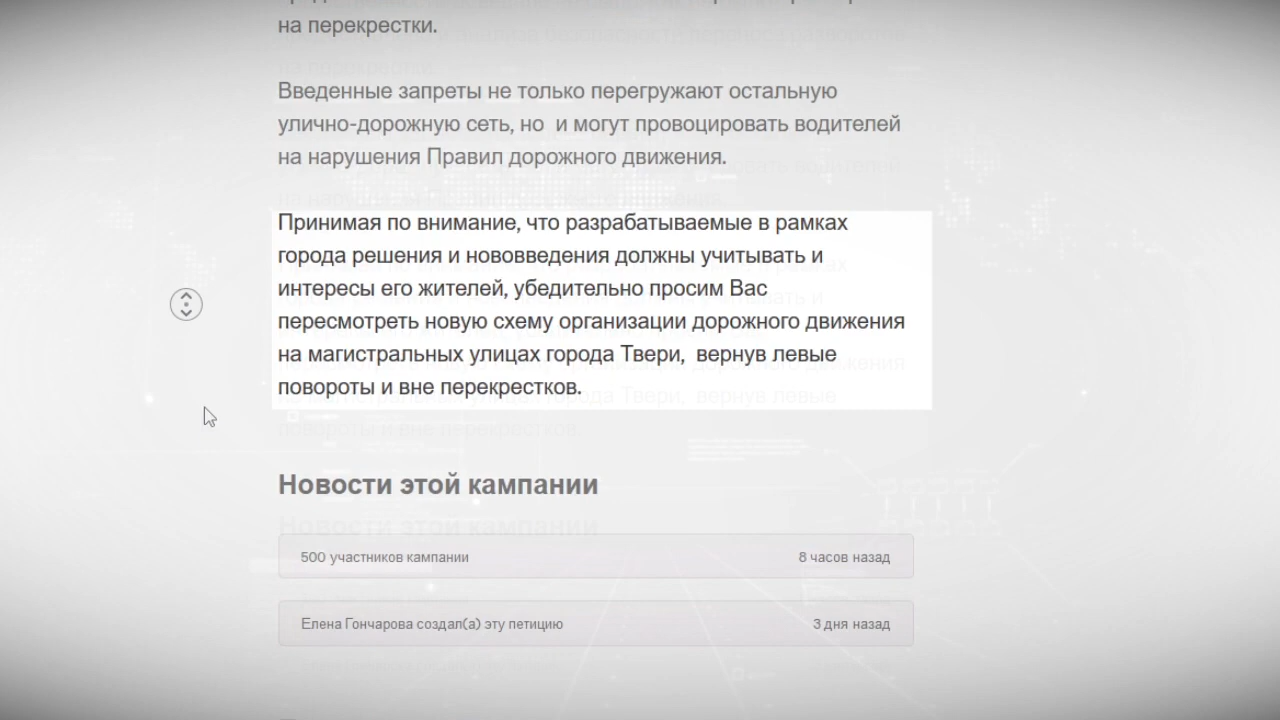 на перекрестки.
Введенные запреты не только перегружают остальную
улично-дорожную сеть, но  и могут провоцировать водителей
на нарушения Правил дорожного движения.
Принимая по внимание, что разрабатываемые в рамках
города решения и нововведения должны учитывать и
интересы его жителей, убедительно просим Вас
пересмотреть новую схему организации дорожного движения
на магистральных улицах города Твери,  вернув левые
повороты и вне перекрестков.
Новости этой кампании
500 участников кампании
8 часов назад
Елена Гончарова создал(а) эту петицию
3 дня назад